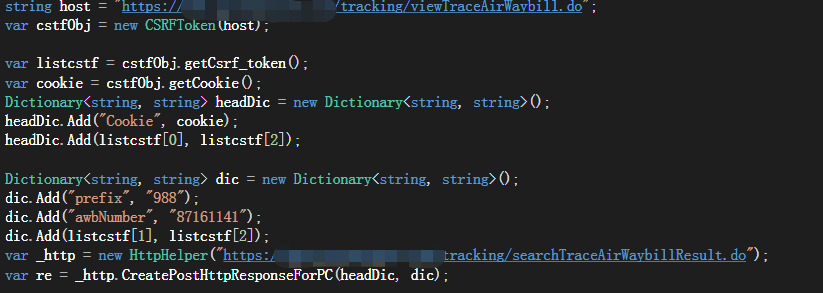 string host = "https:// /tracking/viewTraceAirWaybill.do";
var cstfObj = new CSRFToken(host);
var listcstf = cstfObj.getCsrf_token();
var cookie = cstfObj.getCookie();
Dictionary<string, string> headDic = new Dictionary<string, string>();
headDic.Add("Cookie", cookie);
headDic.Add(listcstf[0], listcstf[2]);
Dictionary<string, string> dic = new Dictionary<string, string>();
dic.Add("prefix", "988");
dic.Add("awbNumber", "87161141");
dic.Add(listcstf[1], listcstf[2]);
var _http = new HttpHelper("https: tracking/searchTraceAirWaybillResult.do");
var re = _http.CreatePostHttpResponseForPC(headDic, dic);